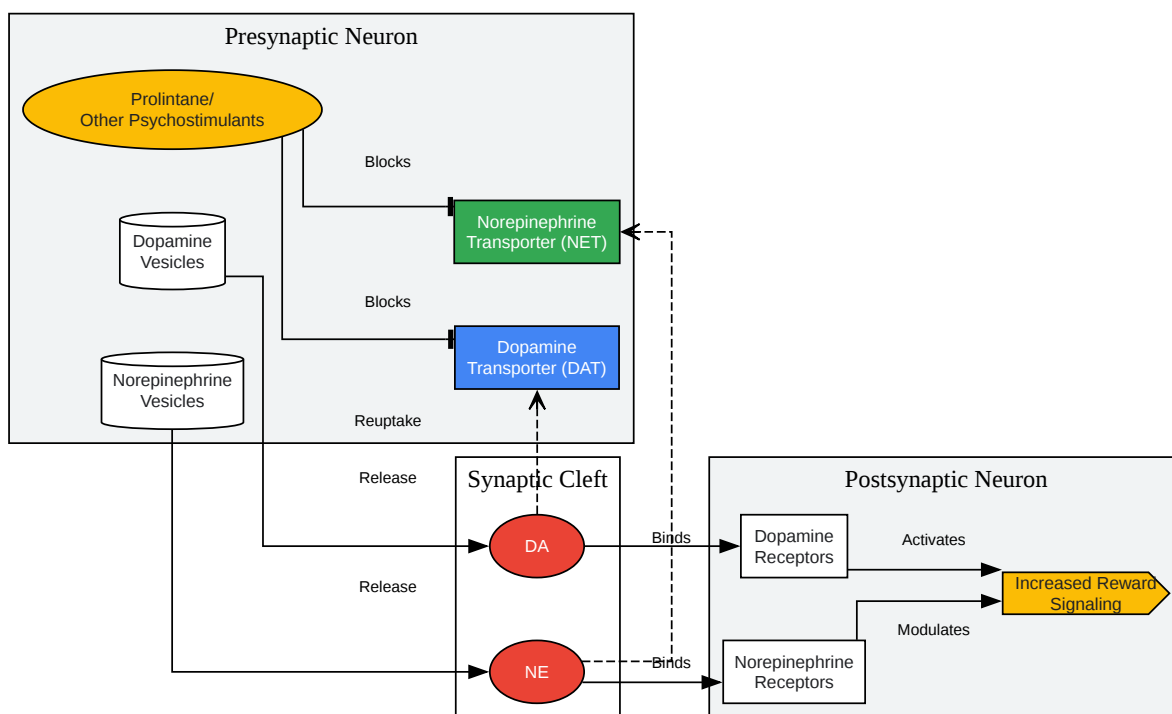 Presynaptic Neuron
Prolintane/
Other Psychostimulants
Blocks
Norepinephrine
Transporter (NET)
Dopamine
Vesicles
Blocks
Dopamine
Transporter (DAT)
Norepinephrine
Vesicles
Reuptake
Release
Synaptic Cleft
Postsynaptic Neuron
DA
Binds
Dopamine
Receptors
Activates
Release
Increased Reward
Signaling
Modulates
NE
Binds
Norepinephrine
Receptors